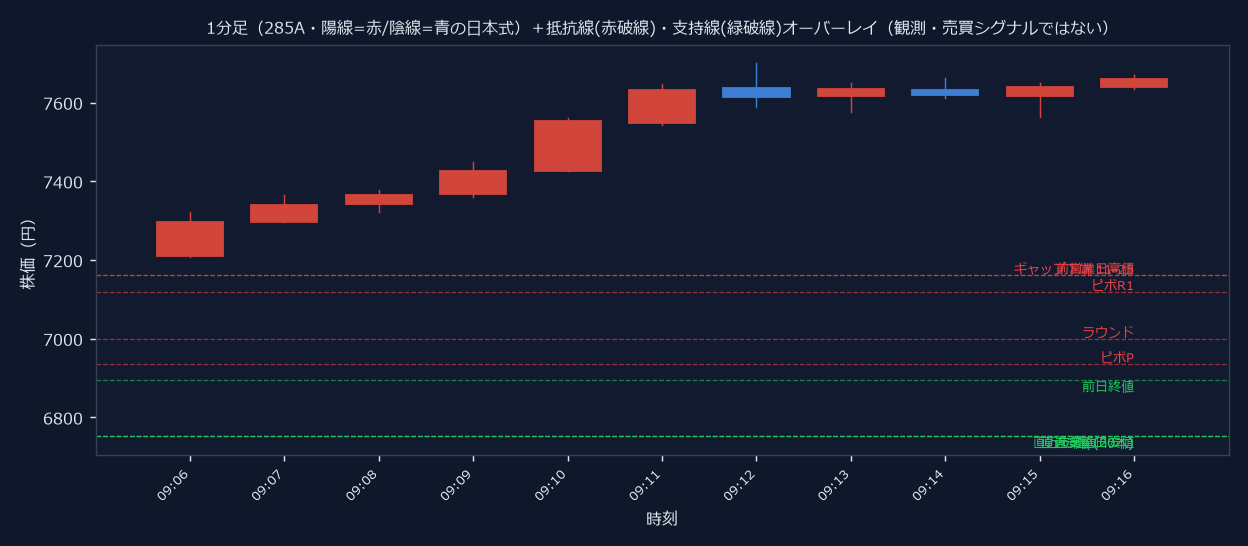 1分足（285A・陽線=赤/陰線=青の日本式）＋抵抗線(赤破線)・支持線(緑破線)オーバーレイ（観測・売買シグナルではない）
株価（円）
7600
7400
7200
7000
6800
ピボR1
ラウンド
ピボP
前日終値
09:06
09:07
09:08
09:09
09:10
09:11
09:12
09:13
09:14
09:15
09:16
時刻